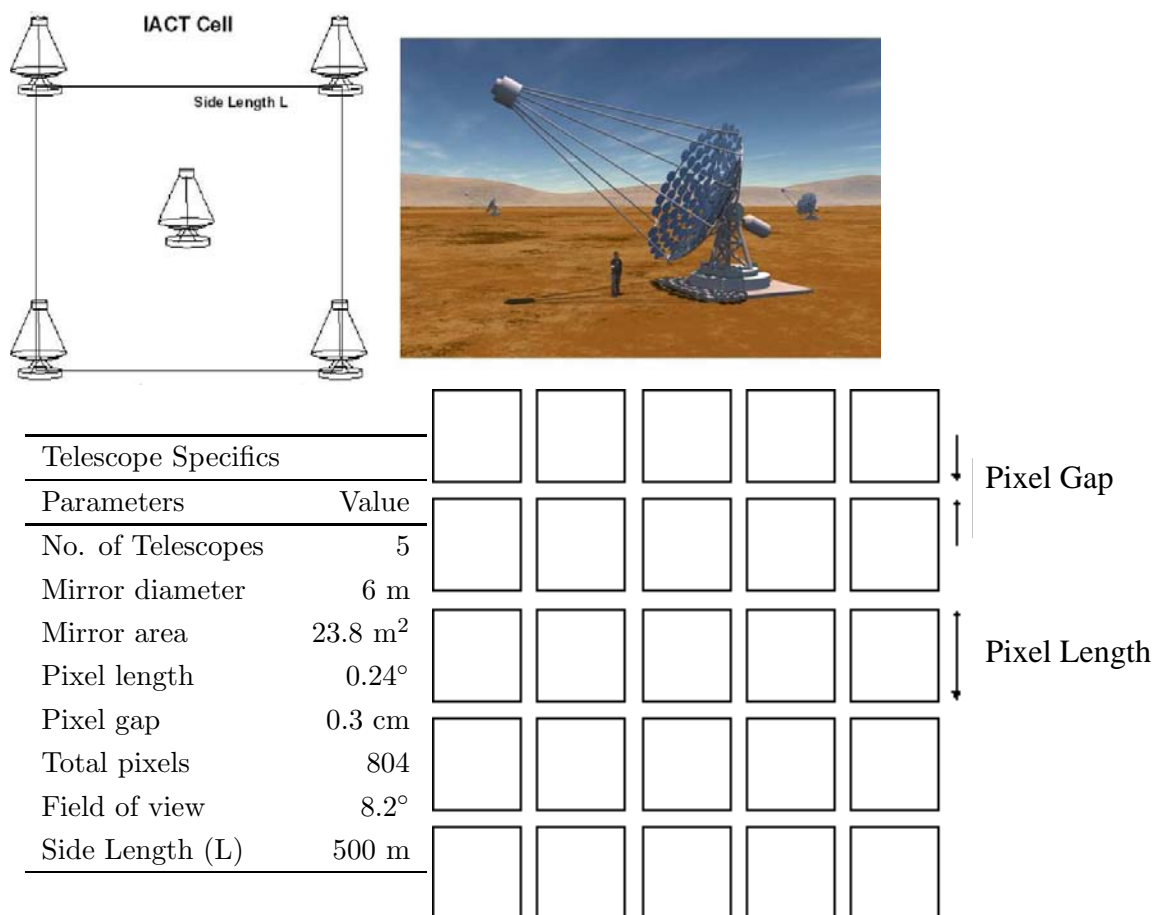 IACT Cell
Side Length L
Telescope Specifics
Parameters Value
No. of Telescopes 5
Mirror diameter 6 m
Mirror area 23.8 m²
Pixel length 0.24°
Pixel gap 0.3 cm
Total pixels 804
Field of view 8.2°
Side Length (L) 500 m
Pixel Gap
Pixel Length